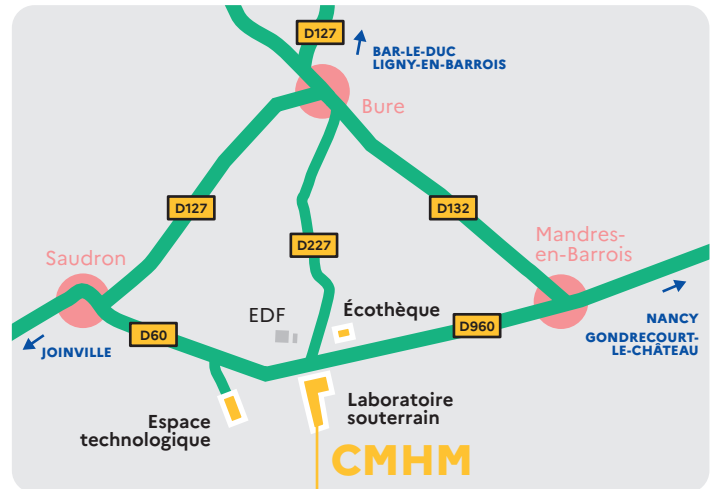 D127
BAR-LE-DUC
LIGNY-EN-BARROIS
Bure
D127
D132
D227
Mandres-
en-Barrois
Saudron
EDF
Écothèque
D960
NANCY
GONDRECOURT-
LE-CHÂTEAU
D60
JOINVILLE
Laboratoire
souterrain
Espace
technologique
CMHM